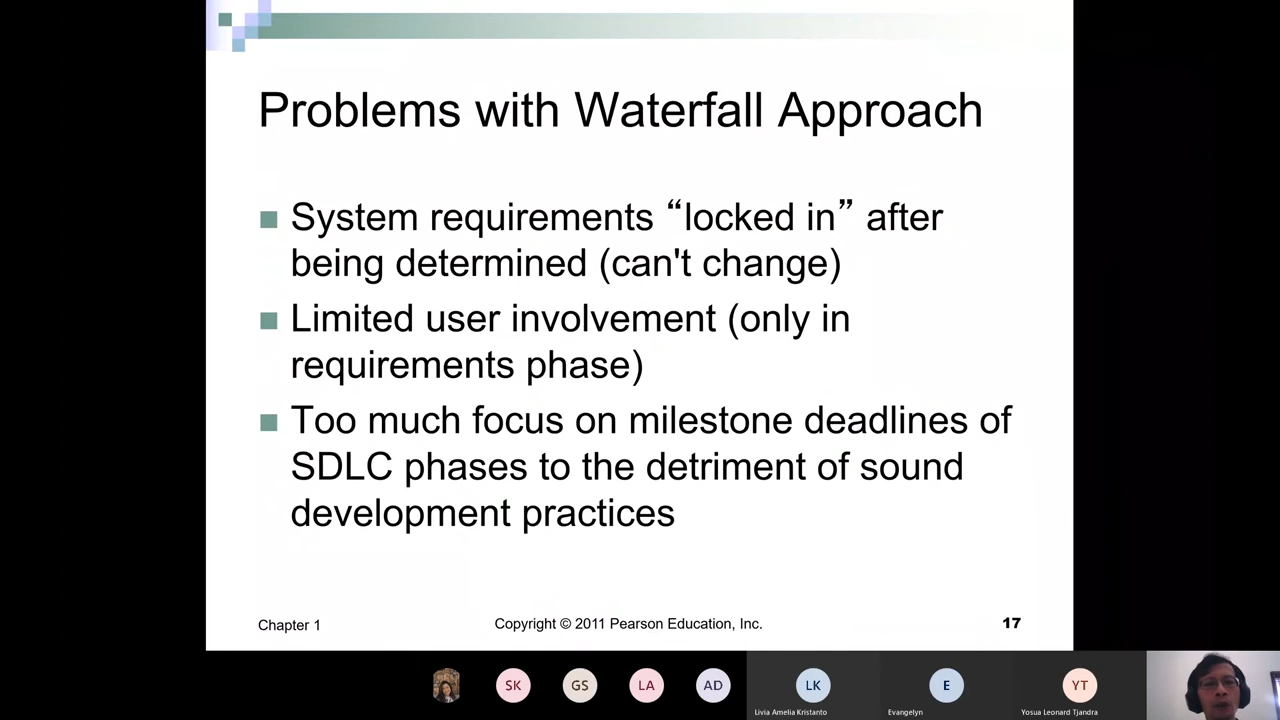 Problems with Waterfall Approach
System requirements “locked in” after
being determined (can't change)
Limited user involvement (only in
requirements phase)
Too much focus on milestone deadlines of
SDLC phases to the detriment of sound
development practices
Chapter 1
Copyright © 2011 Pearson Education, Inc.
17
SK
GS
LA
AD
LK
E
YT
Livia Amelia Kristanto
Evangelyn
Yosua Leonard Tjandra